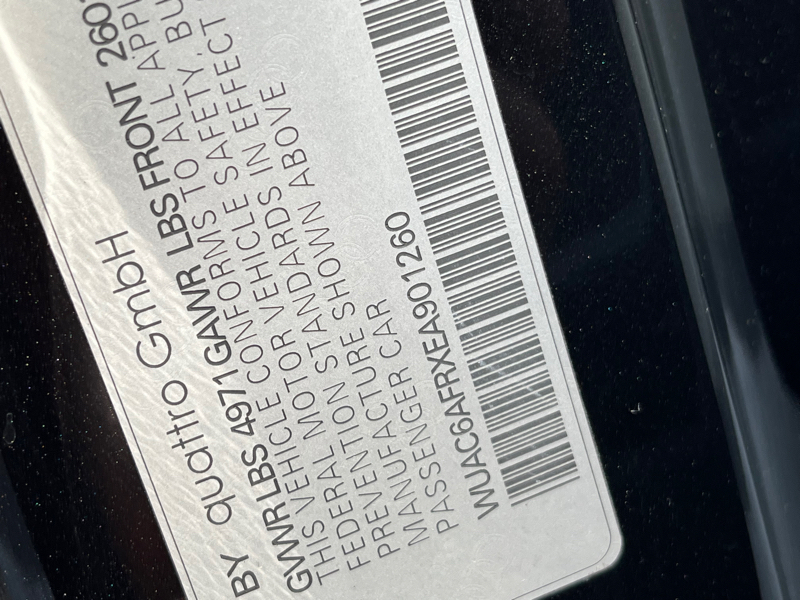 BY quattro GmbH
GVWR LBS 4971 GAWR LBS FRONT 260
THIS VEHICLE CONFORMS TO ALL APPL
FEDERAL MOTOR VEHICLE SAFETY, BU
PREVENTION STANDARDS IN EFFECT
MANUFACTURE SHOWN ABOVE
PASSENGER CAR
WUAC6AFRXEA901260